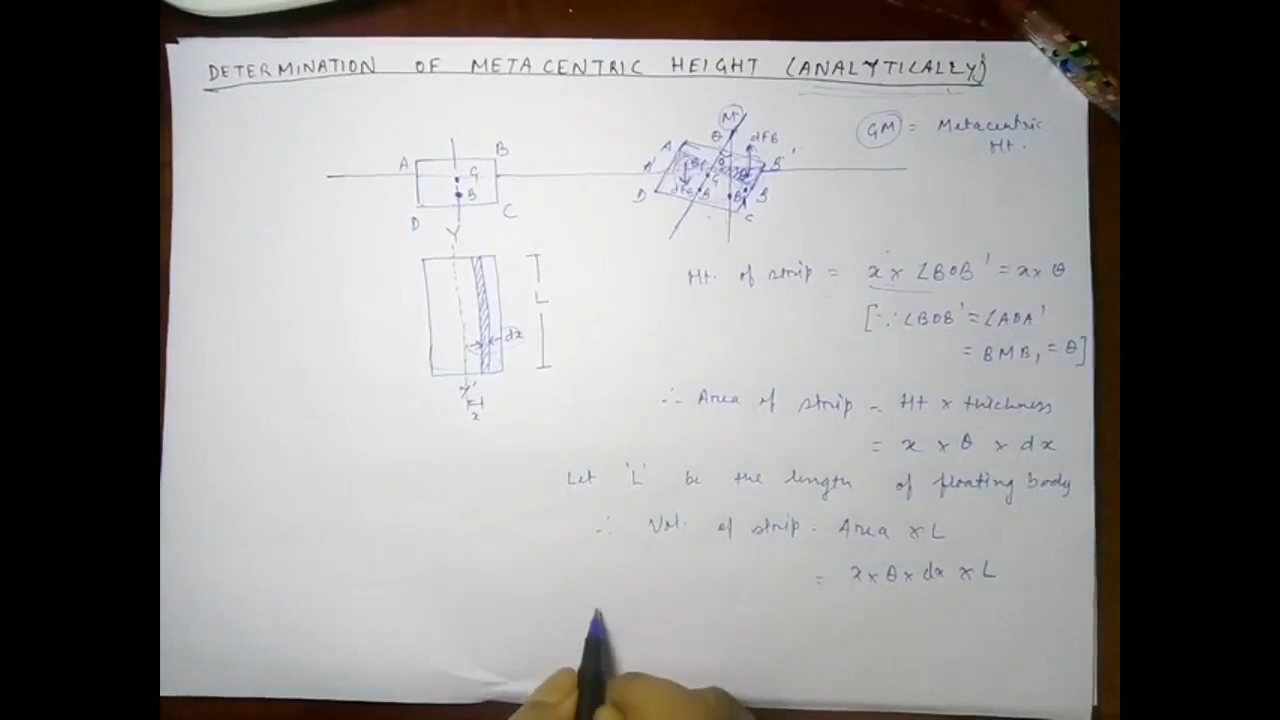 DETERMINATION OF METACENTRIC HEIGHT (ANALYTICALLY)
GM = Metacentric
Ht.
A B
G
B
D C
Y
L
dx
Y'
x
M
θ dFB
A B'
A'
G
dFB B B
D
C
Ht. of strip = x × ∠BOB' = x × θ
[∵ ∠BOB' = ∠AOA'
= BMB₁ = θ]
∴ Area of strip = Ht × thickness
= x × θ × dx
Let 'L' be the length of floating body
∴ Vol. of strip = Area × L
= x × θ × dx × L